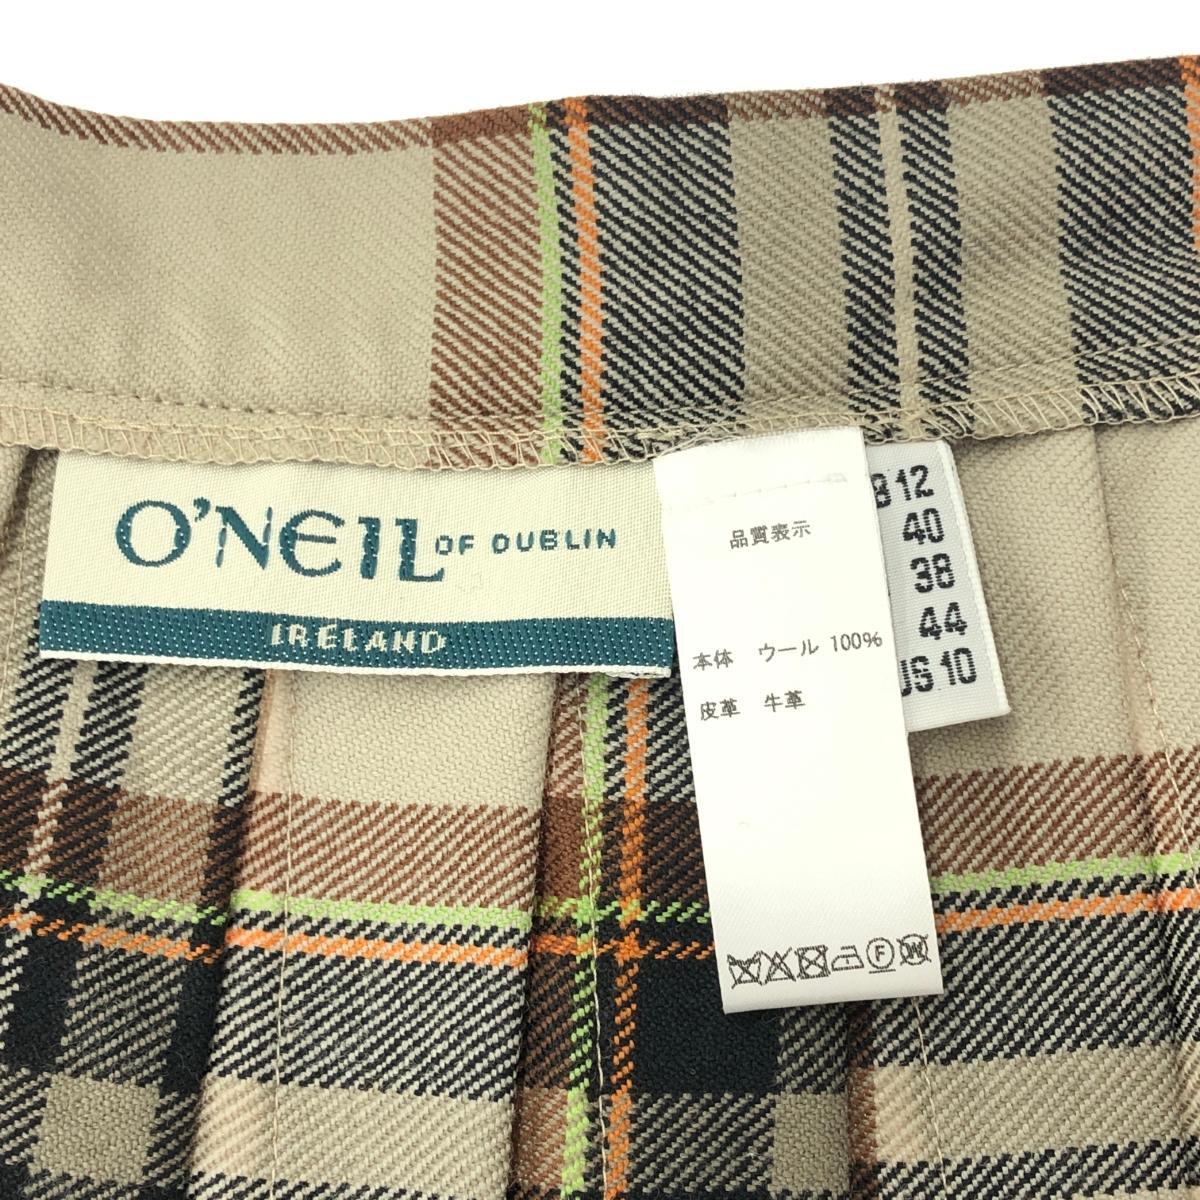 O'NEIL OF DUBLIN
IRELAND
品質表示
本体 ウール 100%
皮革 牛革
12
40
38
44
US 10